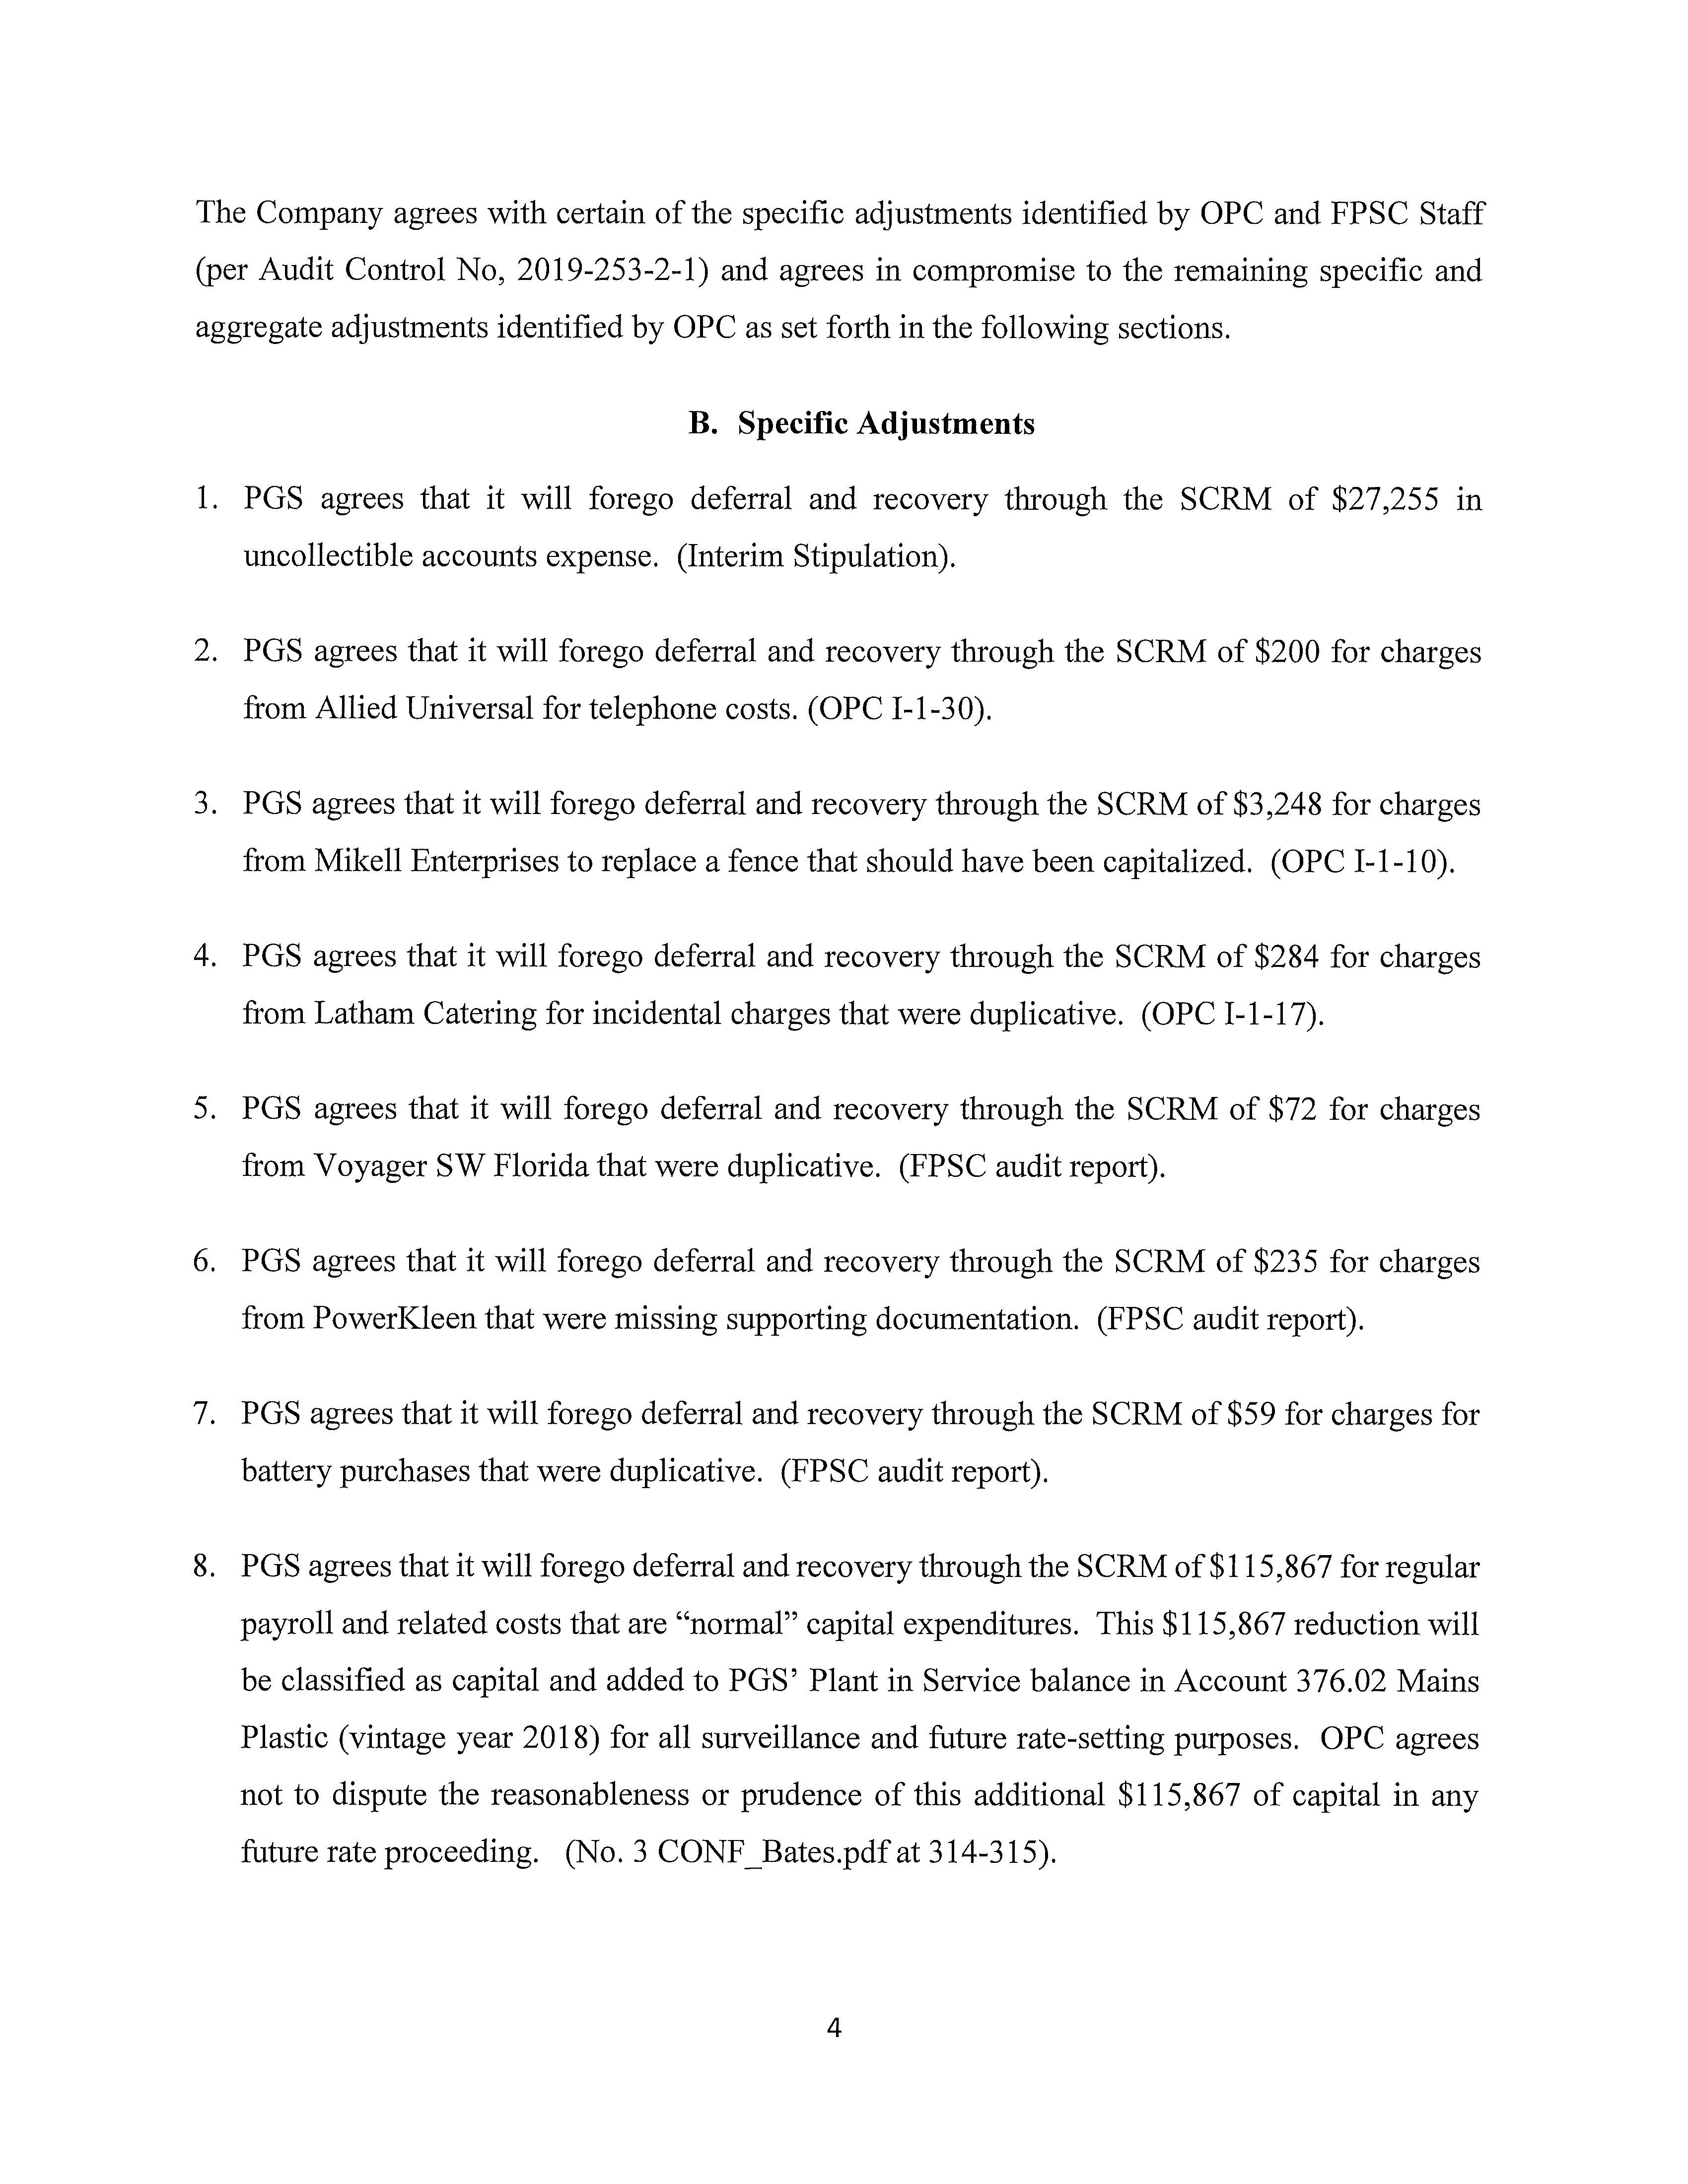 The Company agrees with certain of the specific adjustments identified by OPC and FPSC Staff
(per Audit Control No, 2019-253-2-1) and agrees in compromise to the remaining specific and
aggregate adjustments identified by OPC as set forth in the following sections.
B. Specific Adjustments
1. PGS agrees that it will forego deferral and recovery through the SCRM of $27,255 in
uncollectible accounts expense. (Interim Stipulation).
2. PGS agrees that it will forego deferral and recovery through the SCRM of $200 for charges
from Allied Universal for telephone costs. (OPC I-1-30).
3. PGS agrees that it will forego deferral and recovery through the SCRM of $3,248 for charges
from Mikell Enterprises to replace a fence that should have been capitalized. (OPC I-1-10).
4. PGS agrees that it will forego deferral and recovery through the SCRM of $284 for charges
from Latham Catering for incidental charges that were duplicative. (OPC I-1-17).
5. PGS agrees that it will forego deferral and recovery through the SCRM of $72 for charges
from Voyager SW Florida that were duplicative. (FPSC audit report).
6. PGS agrees that it will forego deferral and recovery through the SCRM of $235 for charges
from PowerKleen that were missing supporting documentation. (FPSC audit report).
7. PGS agrees that it will forego deferral and recovery through the SCRM of $59 for charges for
battery purchases that were duplicative. (FPSC audit report).
8. PGS agrees that it will forego deferral and recovery through the SCRM of $115,867 for regular
payroll and related costs that are “normal” capital expenditures. This $115,867 reduction will
be classified as capital and added to PGS’ Plant in Service balance in Account 376.02 Mains
Plastic (vintage year 2018) for all surveillance and future rate-setting purposes. OPC agrees
not to dispute the reasonableness or prudence of this additional $115,867 of capital in any
future rate proceeding. (No. 3 CONF_Bates.pdf at 314-315).
4